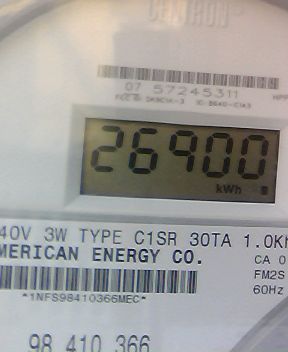 CENTRON
07 57245311
26900
kWh
40V 3W TYPE C1SR 30TA 1.0K
MERICAN ENERGY CO.
CA 0
FM2S
60Hz
*1NFS98410366MEC*
98 410 366